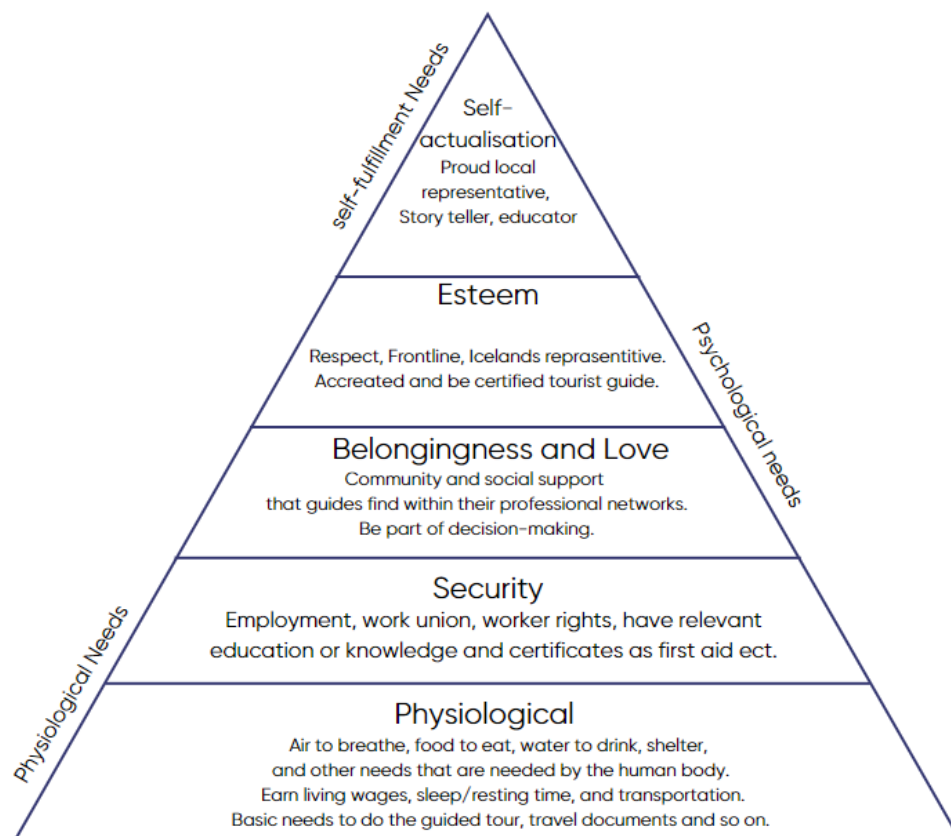 self-fulfillment Needs
Self-
actualisation
Proud local
representative,
Story teller, educator
Esteem
Respect, Frontline, Icelands reprasentitive.
Accreated and be certified tourist guide.
Psychological needs
Belongingness and Love
Community and social support
that guides find within their professional networks.
Be part of decision-making.
Security
Employment, work union, worker rights, have relevant
education or knowledge and certificates as first aid ect.
Physiological Needs
Physiological
Air to breathe, food to eat, water to drink, shelter,
and other needs that are needed by the human body.
Earn living wages, sleep/resting time, and transportation.
Basic needs to do the guided tour, travel documents and so on.